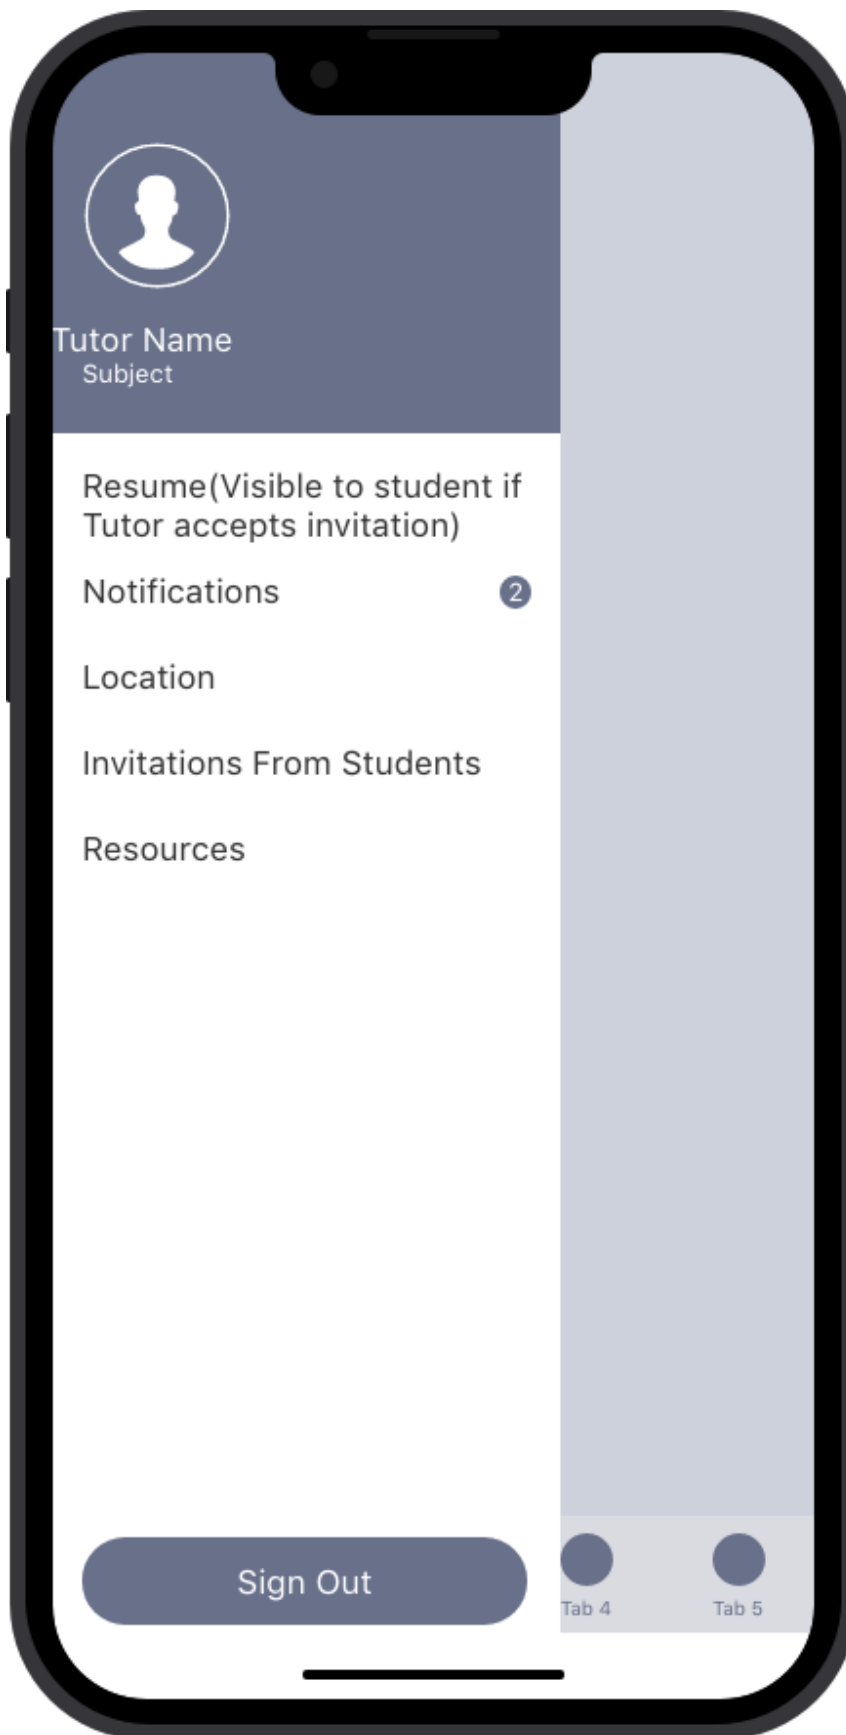 Tutor Name
Subject
Resume(Visible to student if
Tutor accepts invitation)
Notifications 2
Location
Invitations From Students
Resources
Sign Out
Tab 4
Tab 5